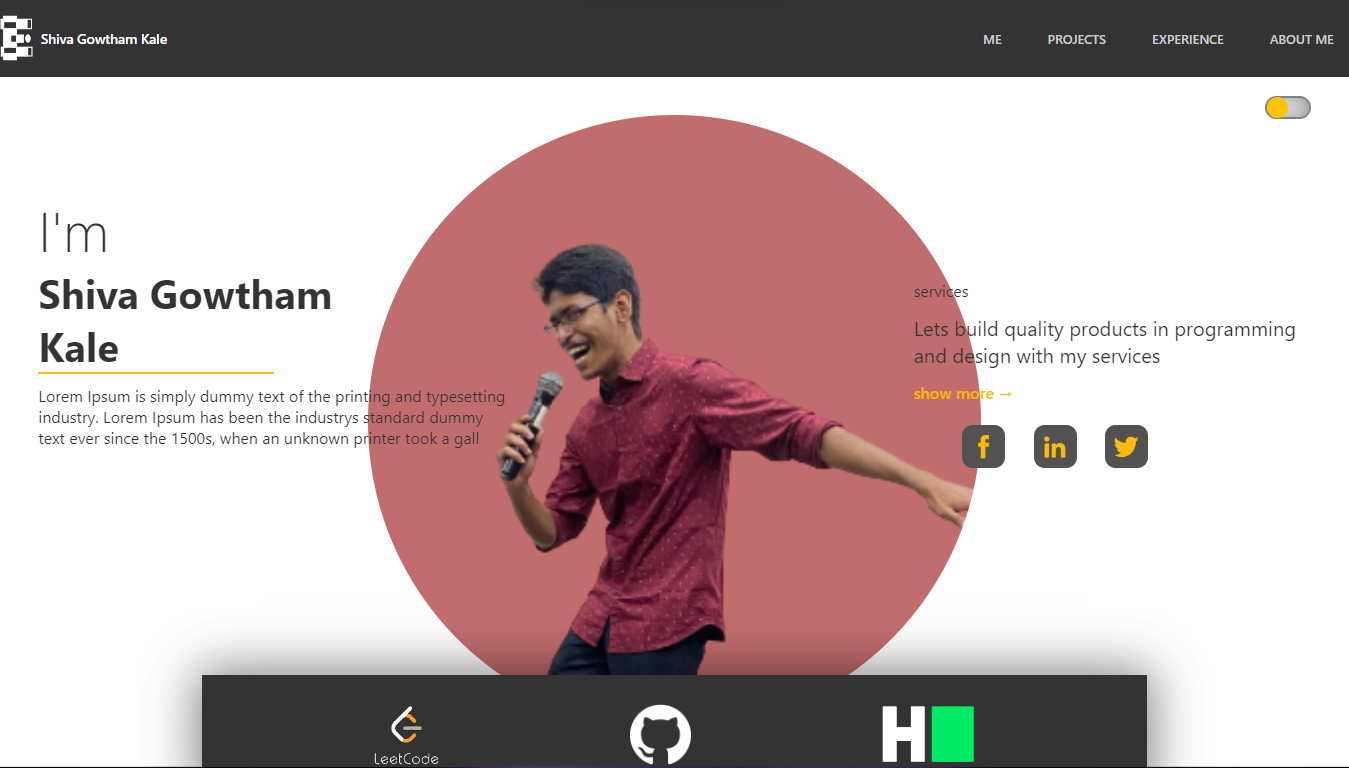 Shiva Gowtham Kale
ME PROJECTS EXPERIENCE ABOUT ME
I'm
Shiva Gowtham
Kale
Lorem Ipsum is simply dummy text of the printing and typesetting
industry. Lorem Ipsum has been the industrys standard dummy
text ever since the 1500s, when an unknown printer took a gall
services
Lets build quality products in programming
and design with my services
show more →
f in
LeetCode
H